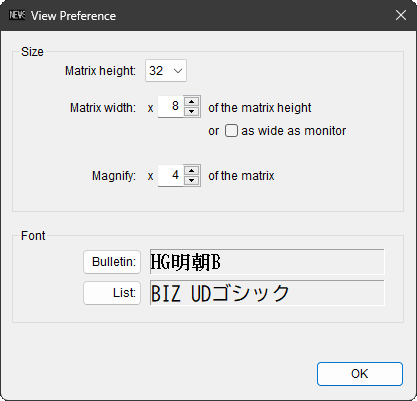 NEWS View Preference
Size
Matrix height: 32
Matrix width: x 8 of the matrix height
or as wide as monitor
Magnify: x 4 of the matrix
Font
Bulletin: HG明朝B
List: BIZ UDゴシック
OK